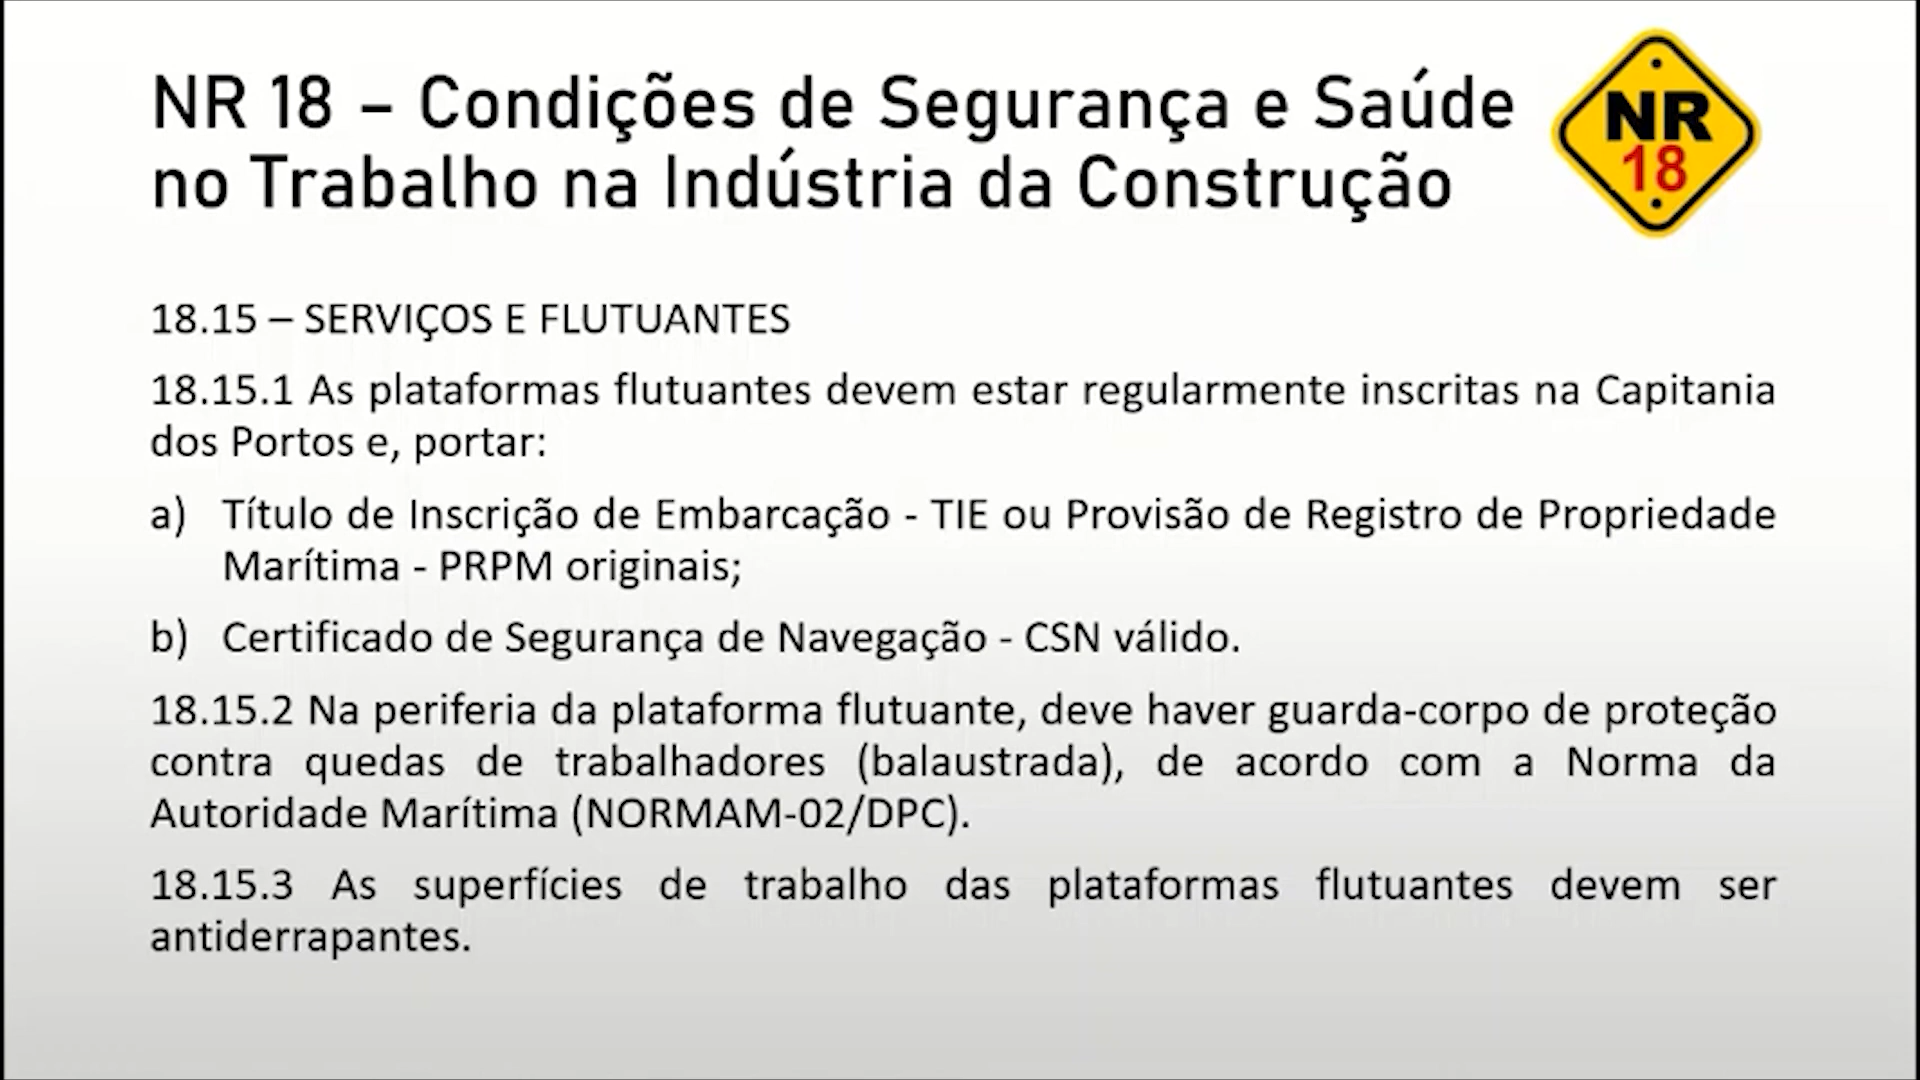 NR 18 – Condições de Segurança e Saúde
no Trabalho na Indústria da Construção
NR
18
18.15 – SERVIÇOS E FLUTUANTES
18.15.1 As plataformas flutuantes devem estar regularmente inscritas na Capitania
dos Portos e, portar:
a) Título de Inscrição de Embarcação - TIE ou Provisão de Registro de Propriedade
Marítima - PRPM originais;
b) Certificado de Segurança de Navegação - CSN válido.
18.15.2 Na periferia da plataforma flutuante, deve haver guarda-corpo de proteção
contra quedas de trabalhadores (balaustrada), de acordo com a Norma da
Autoridade Marítima (NORMAM-02/DPC).
18.15.3 As superfícies de trabalho das plataformas flutuantes devem ser
antiderrapantes.